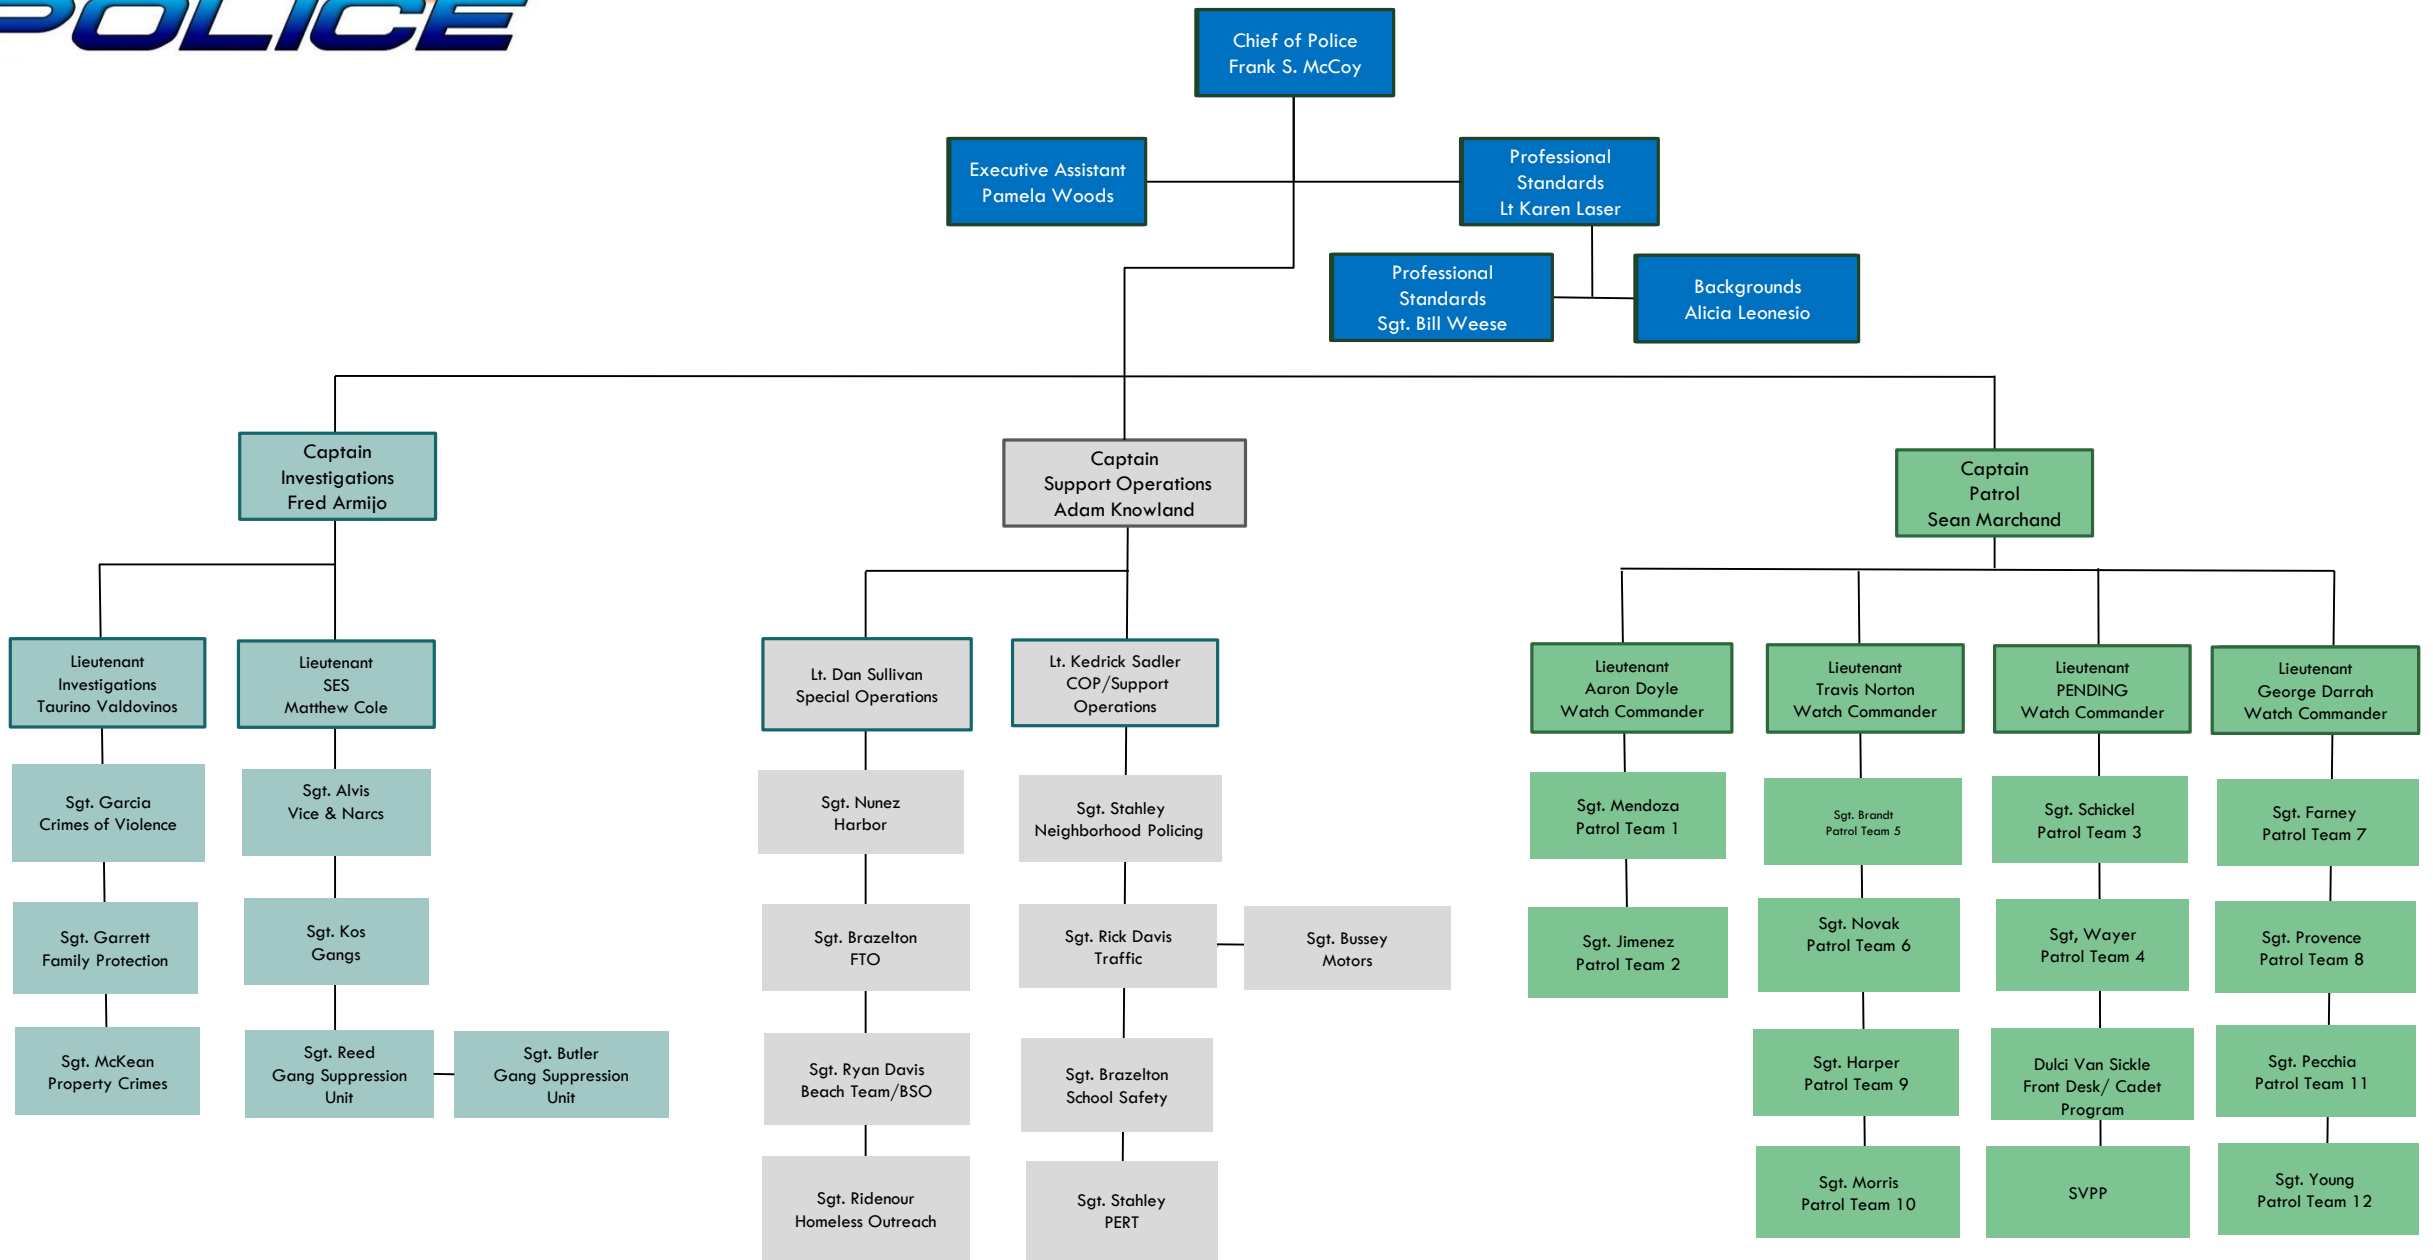 POLICE
Chief of Police
Frank S. McCoy
Executive Assistant
Pamela Woods
Professional
Standards
Lt Karen Laser
Professional
Standards
Sgt. Bill Weese
Backgrounds
Alicia Leonesio
Captain
Investigations
Fred Armijo
Captain
Support Operations
Adam Knowland
Captain
Patrol
Sean Marchand
Lieutenant
Investigations
Taurino Valdovinos
Lieutenant
SES
Matthew Cole
Lt. Dan Sullivan
Special Operations
Lt. Kedrick Sadler
COP/Support
Operations
Lieutenant
Aaron Doyle
Watch Commander
Lieutenant
Travis Norton
Watch Commander
Lieutenant
PENDING
Watch Commander
Lieutenant
George Darrah
Watch Commander
Sgt. Garcia
Crimes of Violence
Sgt. Alvis
Vice & Narcs
Sgt. Nunez
Harbor
Sgt. Stahley
Neighborhood Policing
Sgt. Mendoza
Patrol Team 1
Sgt. Brandt
Patrol Team 5
Sgt. Schickel
Patrol Team 3
Sgt. Farney
Patrol Team 7
Sgt. Garrett
Family Protection
Sgt. Kos
Gangs
Sgt. Brazelton
FTO
Sgt. Rick Davis
Traffic
Sgt. Bussey
Motors
Sgt. Jimenez
Patrol Team 2
Sgt. Novak
Patrol Team 6
Sgt, Wayer
Patrol Team 4
Sgt. Provence
Patrol Team 8
Sgt. McKean
Property Crimes
Sgt. Reed
Gang Suppression
Unit
Sgt. Butler
Gang Suppression
Unit
Sgt. Ryan Davis
Beach Team/BSO
Sgt. Brazelton
School Safety
Sgt. Harper
Patrol Team 9
Dulci Van Sickle
Front Desk/ Cadet
Program
Sgt. Pecchia
Patrol Team 11
Sgt. Ridenour
Homeless Outreach
Sgt. Stahley
PERT
Sgt. Morris
Patrol Team 10
SVPP
Sgt. Young
Patrol Team 12